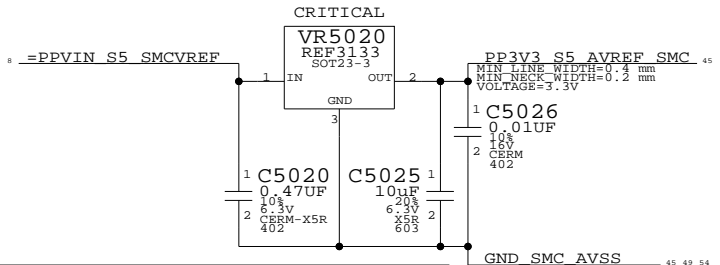 CRITICAL
VR5020
REF3133
SOT23-3
8 =PPVIN_S5_SMCVREF
PP3V3_S5_AVREF_SMC 45
MIN_LINE_WIDTH=0.4 mm
MIN_NECK_WIDTH=0.2 mm
VOLTAGE=3.3V
1 IN
OUT 2
GND
3
1 C5026
0.01UF
10%
16V
2 CERM
402
1 C5020
0.47UF
10%
6.3V
2 CERM-X5R
402
C5025 1
10uF
20%
6.3V 2
X5R
603
GND_SMC_AVSS 45 49 54